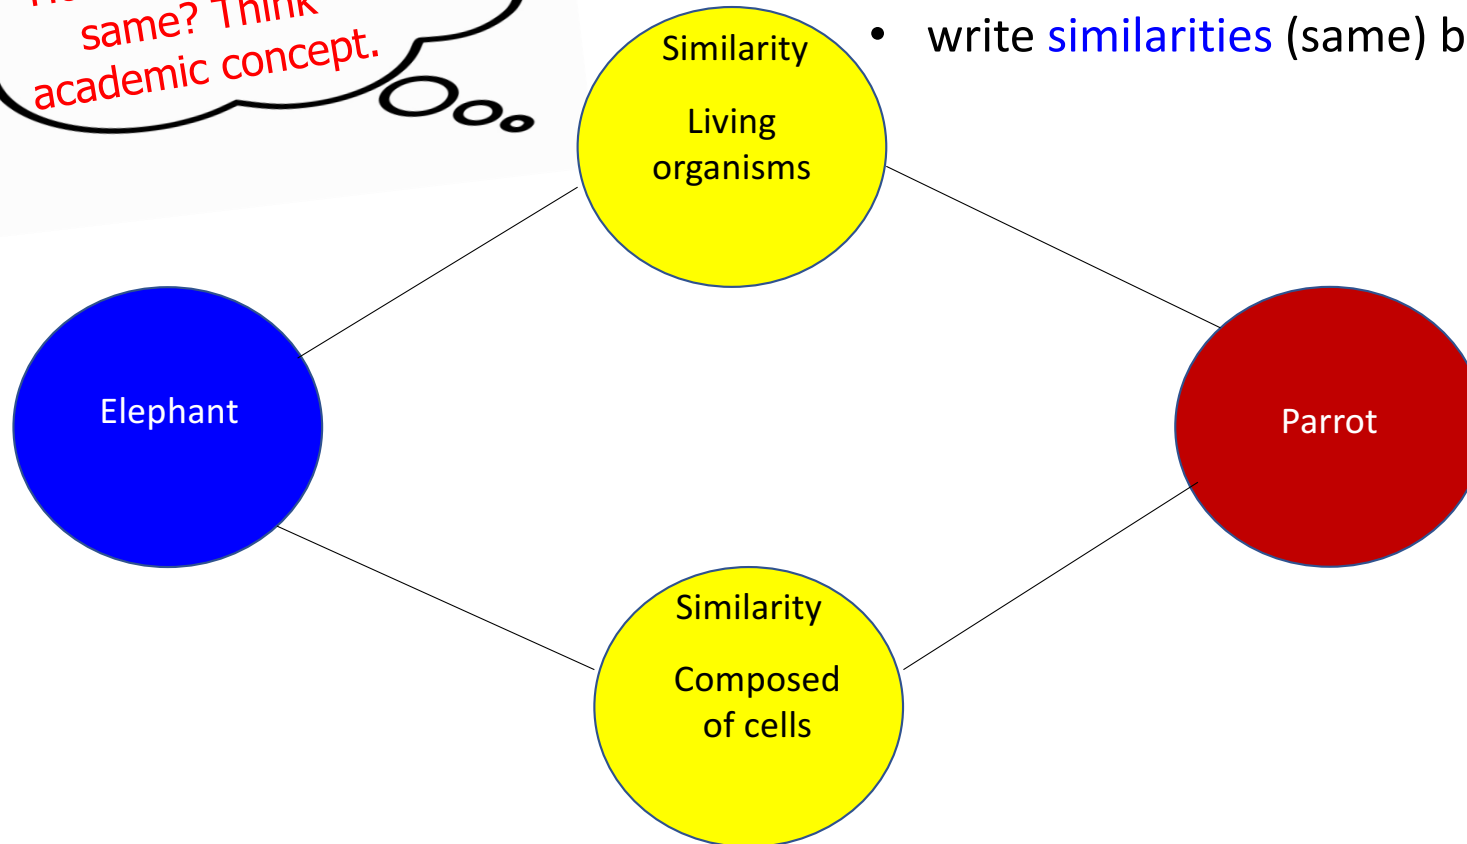 same? Think
academic concept.
• write similarities (same) b
Similarity
Living
organisms
Elephant
Parrot
Similarity
Composed
of cells